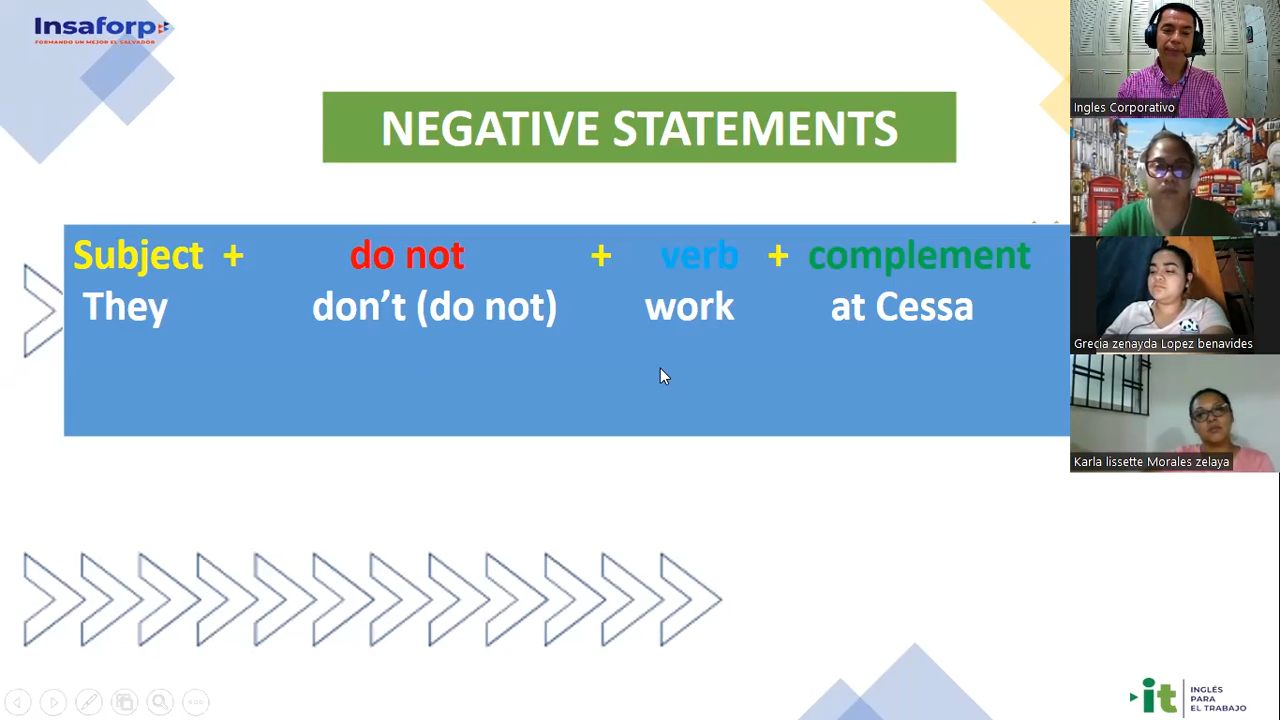 Insaforp
FORMANDO UN MEJOR EL SALVADOR
NEGATIVE STATEMENTS
Subject + do not + verb + complement
They don't (do not) work at Cessa
Ingles Corporativo
Grecia zenayda Lopez benavides
Karla lissette Morales zelaya
it INGLÉS
PARA
EL TRABAJO